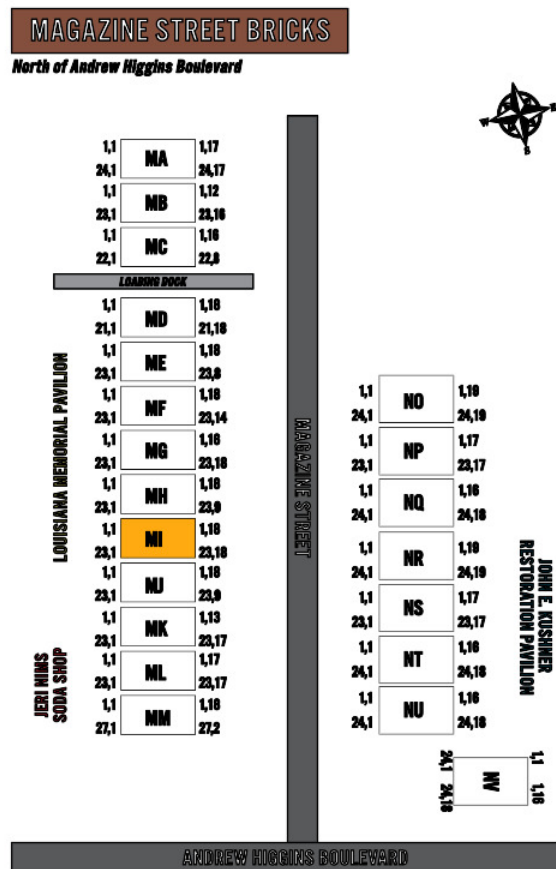 MAGAZINE STREET BRICKS
North of Andrew Higgins Boulevard
N
W
E
S
1,1 MA 1,17
24,1 24,17
1,1 MB 1,12
23,1 23,16
1,1 MC 1,16
22,1 22,8
LOADING DOCK
1,1 MD 1,18
21,1 21,18
1,1 ME 1,18
23,1 23,8
1,1 MF 1,18
23,1 23,14
1,1 MG 1,16
23,1 23,18
1,1 MH 1,18
23,1 23,9
1,1 MI 1,18
23,1 23,18
1,1 MJ 1,18
23,1 23,9
1,1 MK 1,13
23,1 23,17
1,1 ML 1,17
23,1 23,17
1,1 MM 1,18
27,1 27,2
LOUISIANA MEMORIAL PAVILION
JERI NIMS
SODA SHOP
MAGAZINE STREET
1,1 NO 1,19
24,1 24,19
1,1 NP 1,17
23,1 23,17
1,1 NQ 1,16
24,1 24,18
1,1 NR 1,19
24,1 24,19
1,1 NS 1,17
23,1 23,17
1,1 NT 1,16
24,1 24,18
1,1 NU 1,16
24,1 24,18
JOHN E. KUSHNER
RESTORATION PAVILION
1,1 NV 1,16
24,1 24,18
ANDREW HIGGINS BOULEVARD